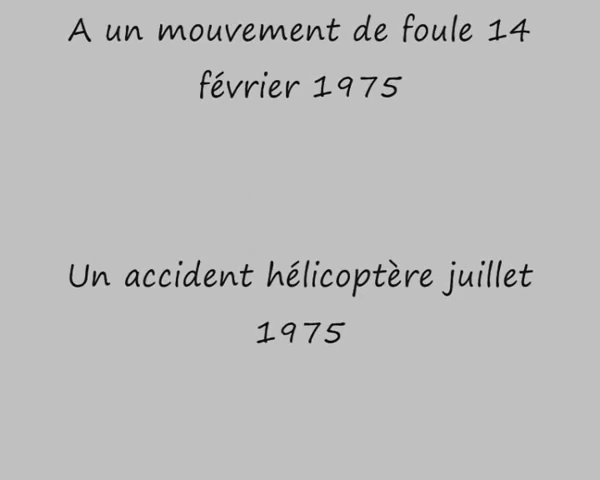 A un mouvement de foule 14
février 1975
Un accident hélicoptère juillet
1975